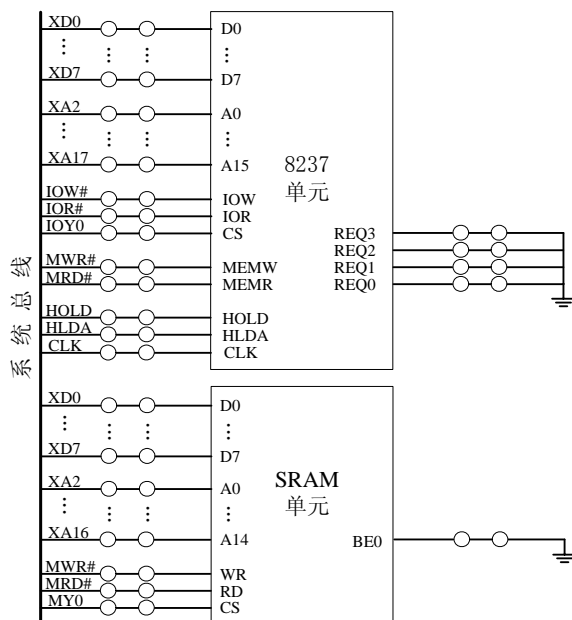 系统总线
XD0 D0
⋮ ⋮ ⋮ ⋮
XD7 D7
XA2 A0
⋮ ⋮ ⋮ ⋮
XA17 A15
8237
单元
IOW# IOW
IOR# IOR
IOY0 CS
MWR# MEMW
MRD# MEMR
HOLD HOLD
HLDA HLDA
CLK CLK
REQ3
REQ2
REQ1
REQ0
XD0 D0
⋮ ⋮ ⋮ ⋮
XD7 D7
XA2 A0
⋮ ⋮ ⋮ ⋮
XA16 A14
SRAM
单元
BE0
MWR# WR
MRD# RD
MY0 CS